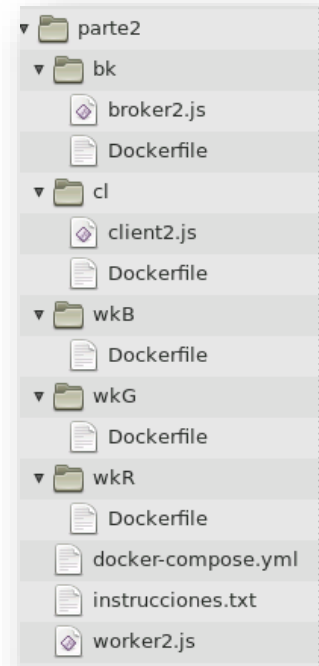 parte2
bk
broker2.js
Dockerfile
cl
client2.js
Dockerfile
wkB
Dockerfile
wkG
Dockerfile
wkR
Dockerfile
docker-compose.yml
instrucciones.txt
worker2.js